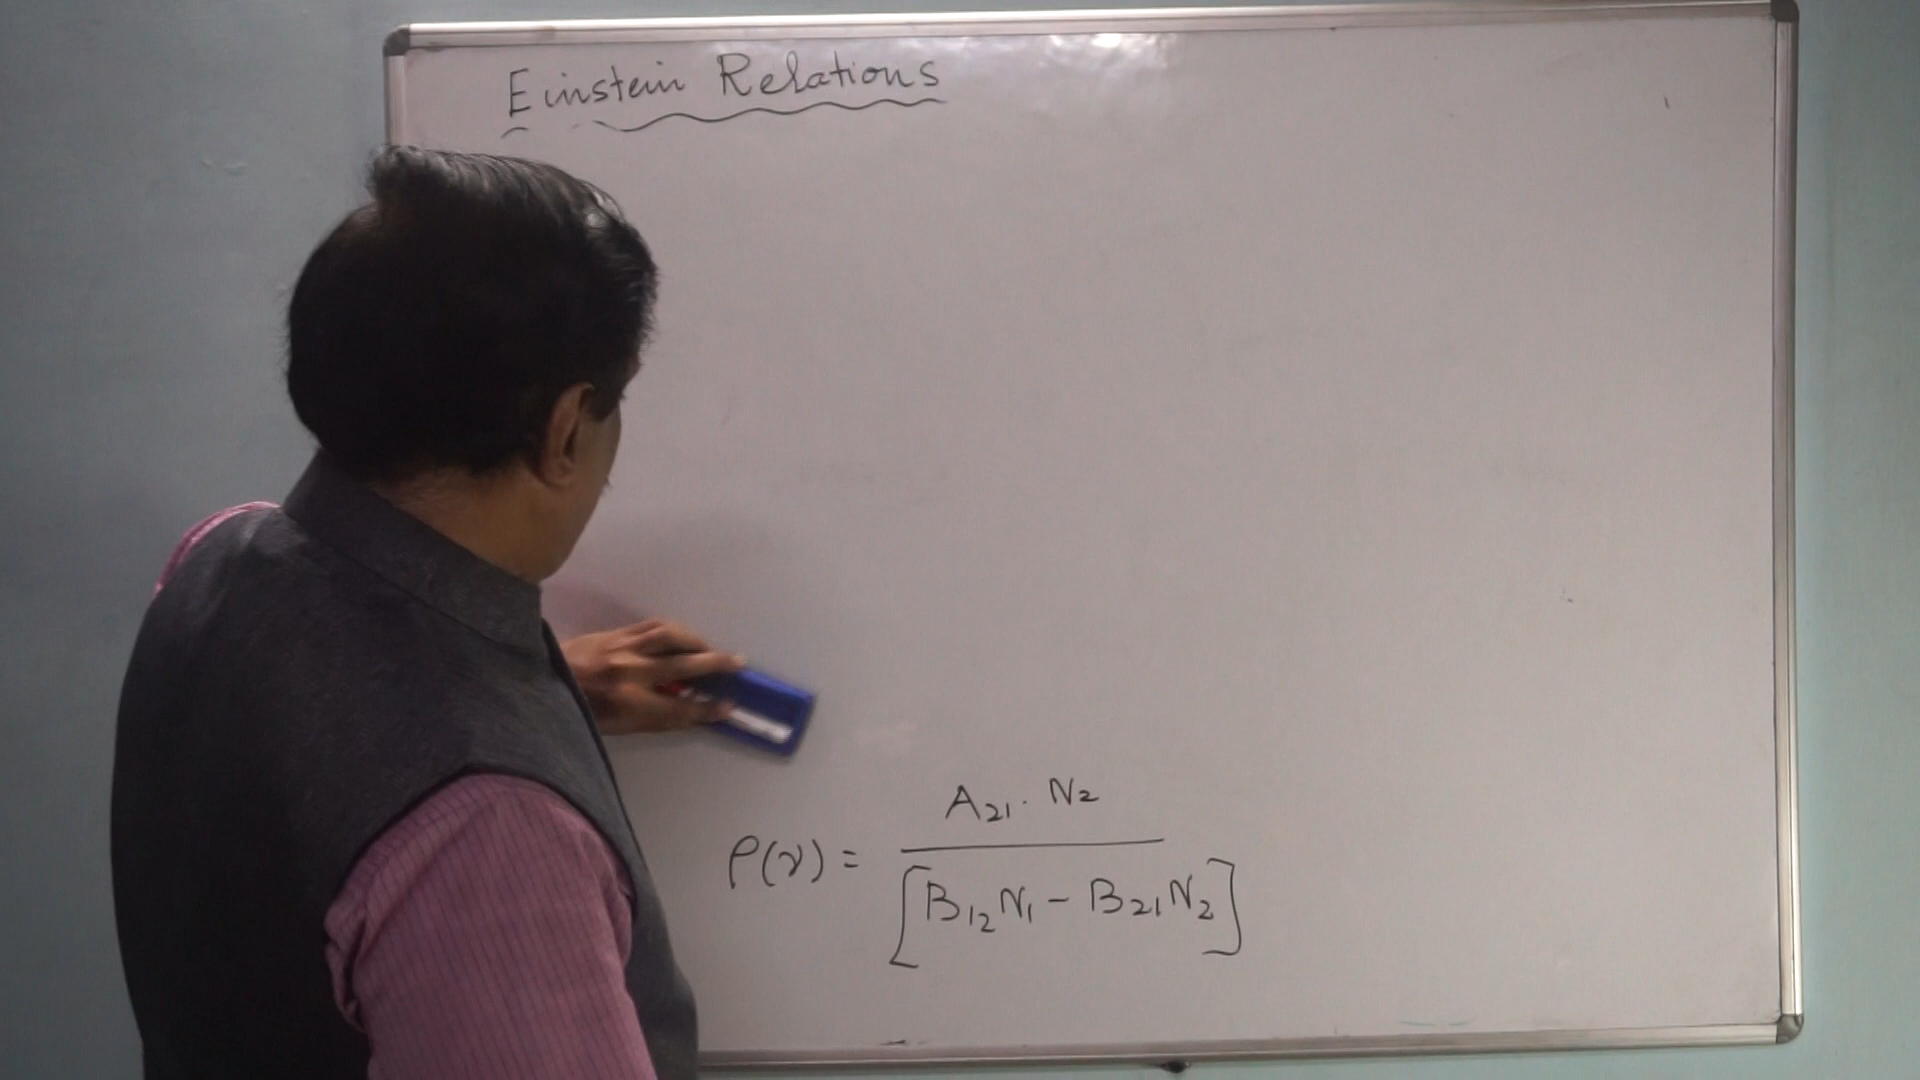 Einstein Relations
ρ(ν) = A₂₁ · N₂ / [B₁₂N₁ − B₂₁N₂]